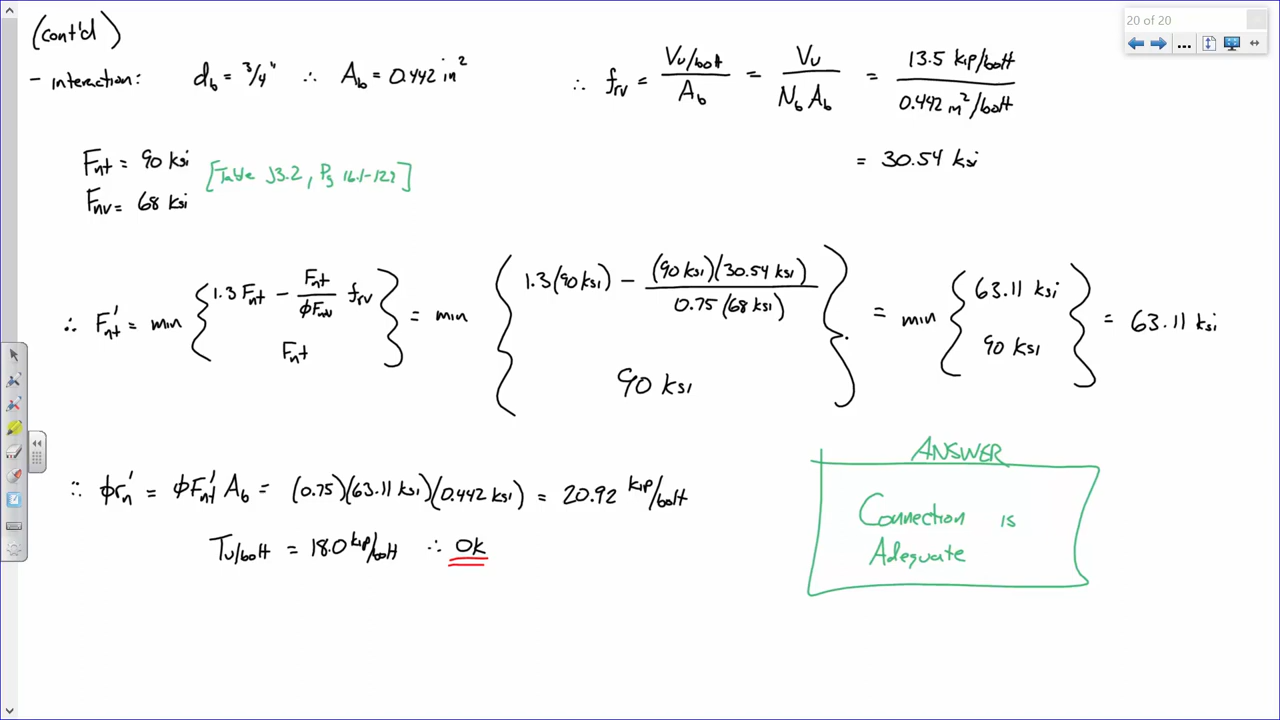 (cont'd)
20 of 20
- Interaction: d_b = 3/4" ∴ A_b = 0.442 in²
∴ f_rv = V_u/bolt / A_b = V_u / N_b A_b = 13.5 kip/bolt / 0.442 in²/bolt
= 30.54 ksi
F_nt = 90 ksi
F_nv = 68 ksi
[Table J3.2, Pg 16.1-122]
∴ F'_nt = min { 1.3 F_nt - F_nt / φF_nv f_rv
F_nt } = min { 1.3(90 ksi) - (90 ksi)(30.54 ksi) / 0.75 (68 ksi)
90 ksi } = min { 63.11 ksi
90 ksi } = 63.11 ksi
∴ φr'_n = φF'_nt A_b = (0.75)(63.11 ksi)(0.442 ksi) = 20.92 kip/bolt
T_u/bolt = 18.0 kip/bolt ∴ OK
ANSWER
Connection is
Adequate